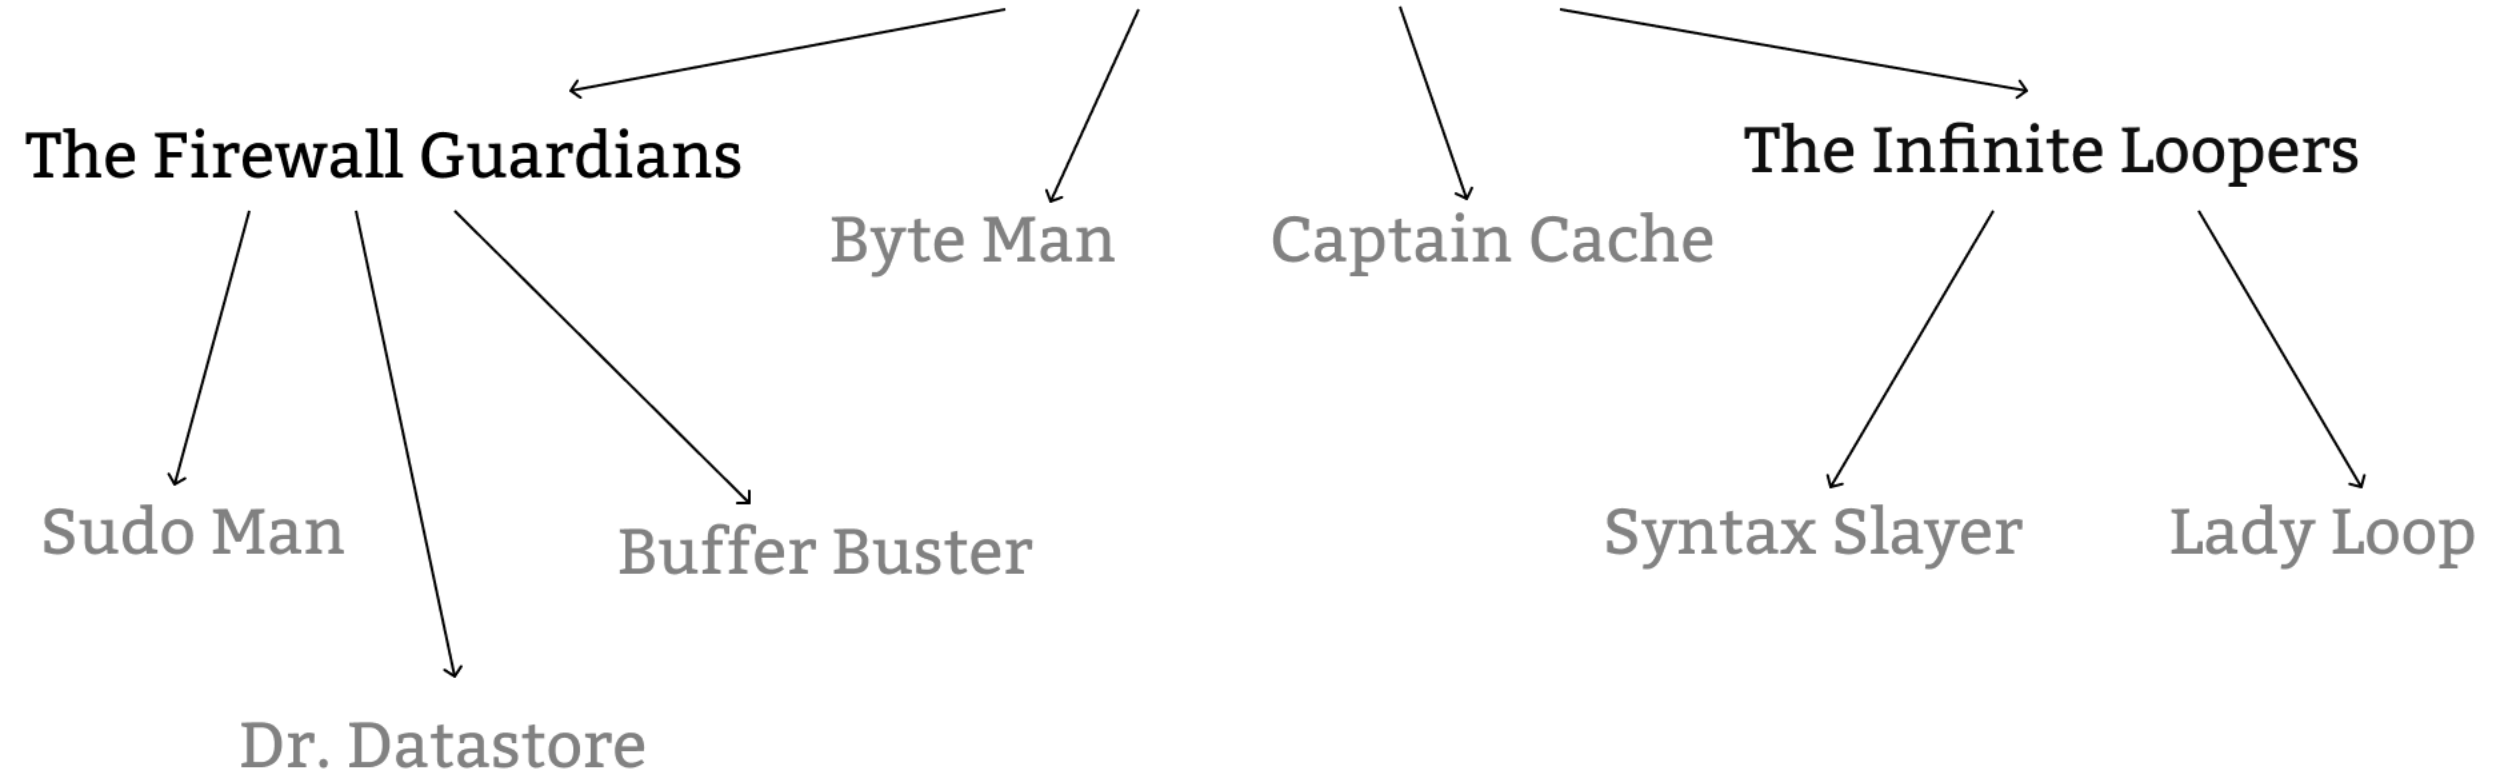 The Firewall Guardians
The Infinite Loopers
Byte Man
Captain Cache
Sudo Man
Buffer Buster
Syntax Slayer
Lady Loop
Dr. Datastore